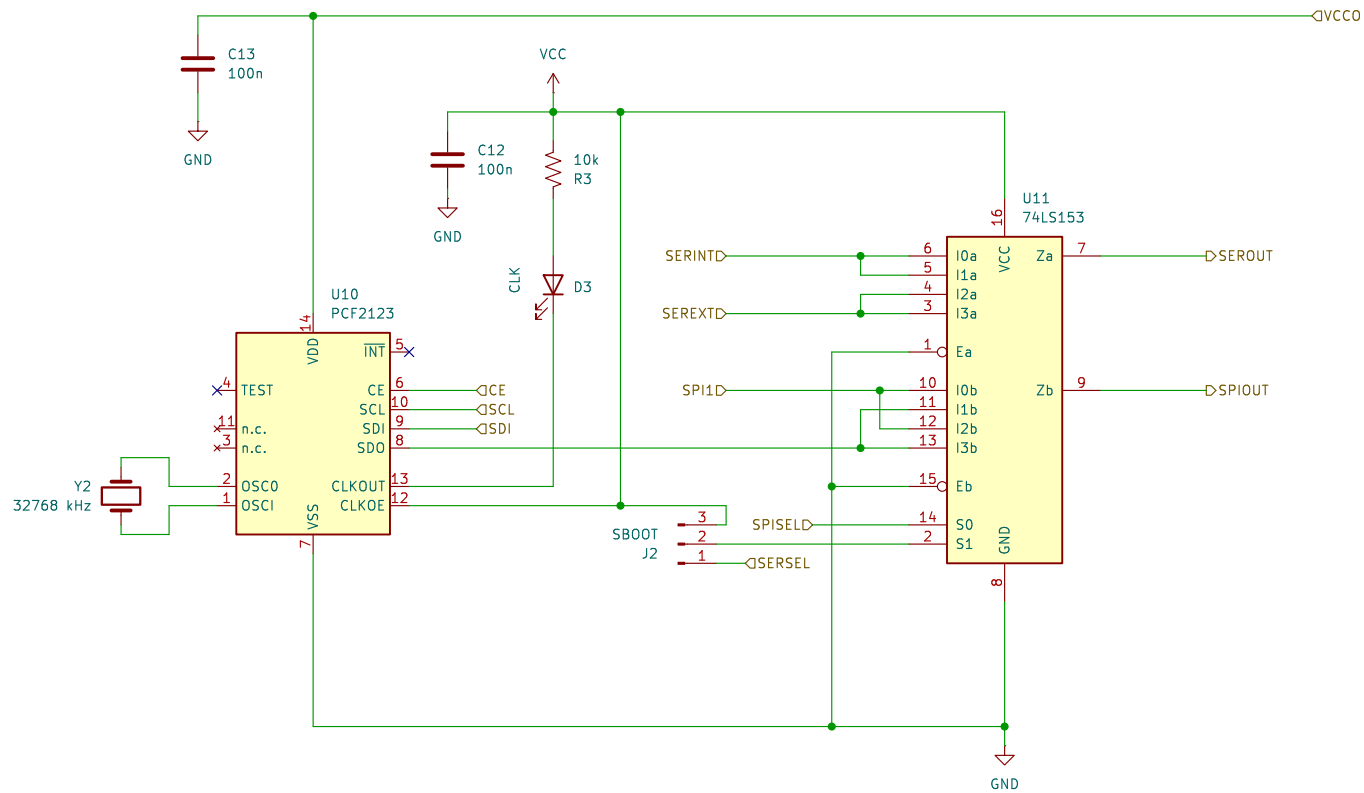 VCCO
C13
100n
GND
VCC
C12
100n
GND
10k
R3
CLK
D3
U10
PCF2123
14
VDD
5
INT
4
TEST
6
CE
CE
10
SCL
SCL
11
n.c.
9
SDI
SDI
3
n.c.
8
SDO
2
OSCO
13
CLKOUT
1
OSCI
12
CLKOE
VSS
7
Y2
32768 kHz
SBOOT
J2
3
2
1
SERSEL
U11
74LS153
16
VCC
SERINT
6
I0a
Za
7
SEROUT
5
I1a
4
I2a
SEREXT
3
I3a
1
Ea
SPI1
10
I0b
Zb
9
SPIOUT
11
I1b
12
I2b
13
I3b
15
Eb
SPISEL
14
S0
2
S1
GND
8
GND